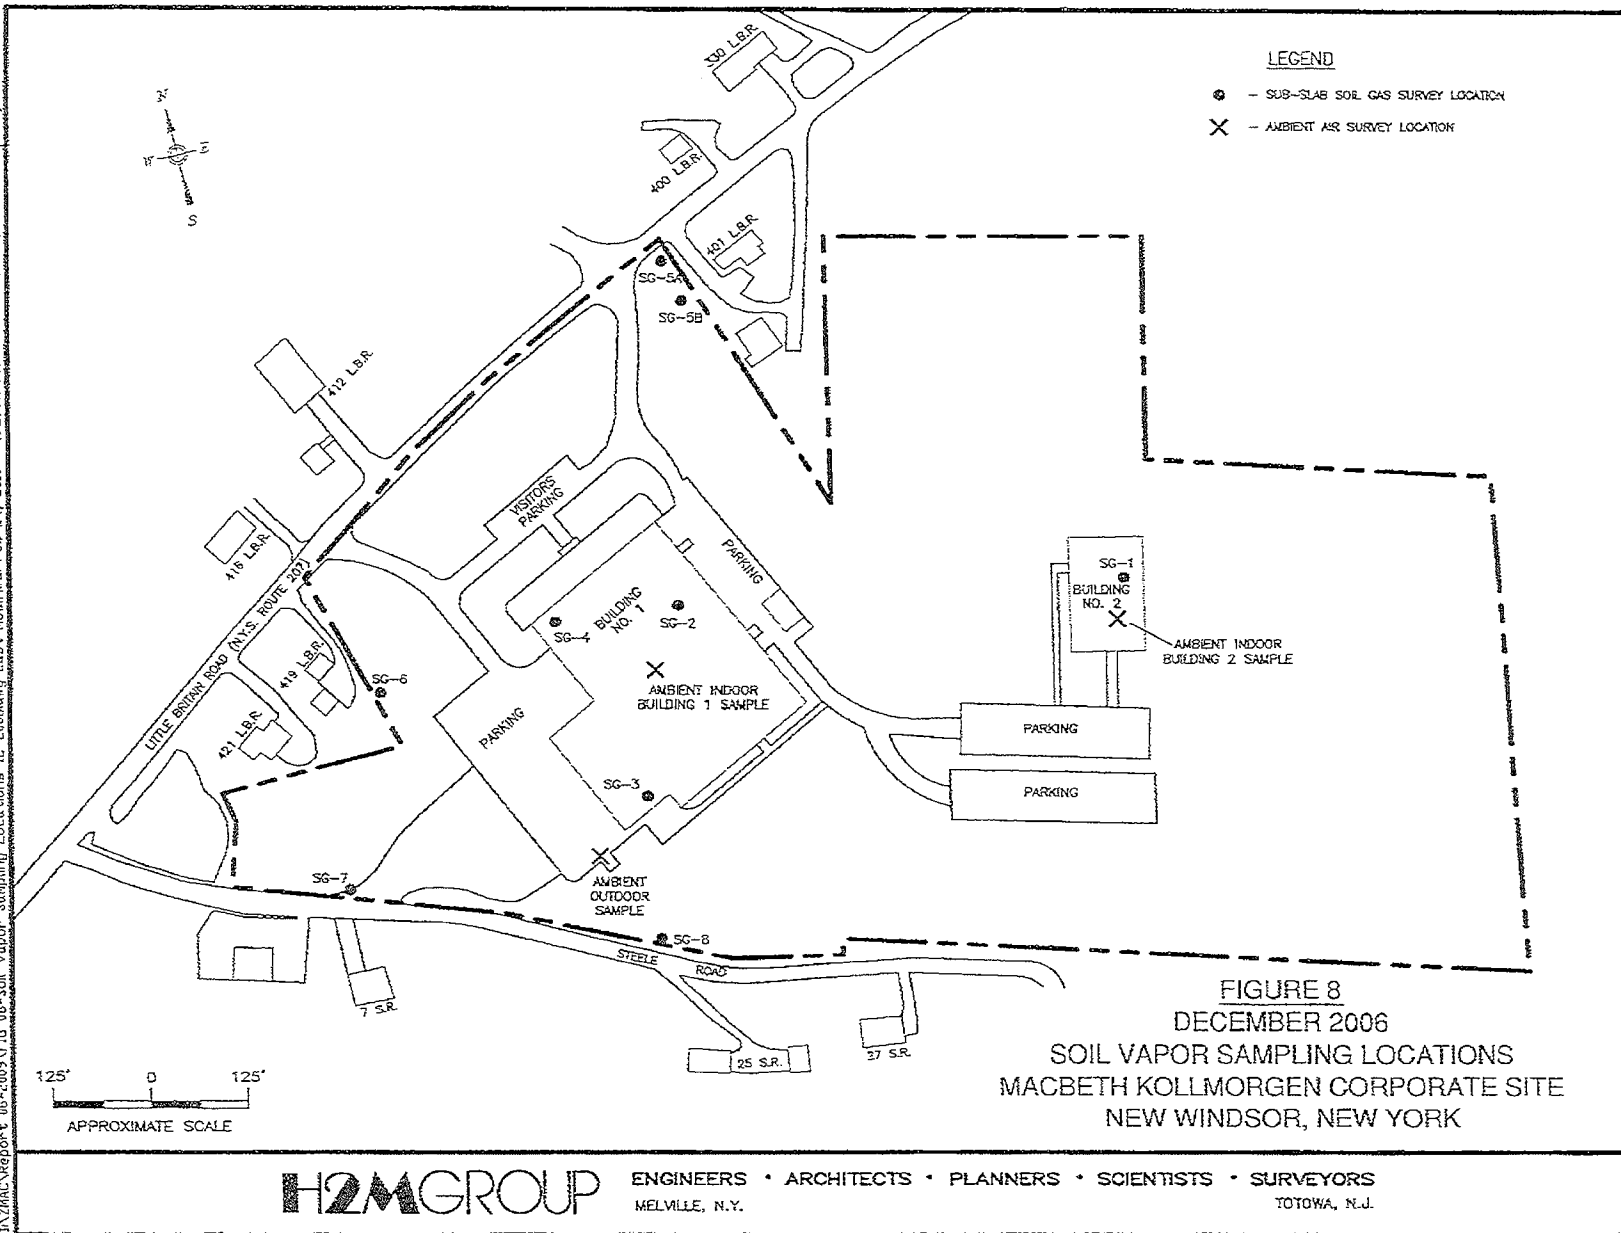 LEGEND
- SUB-SLAB SOIL GAS SURVEY LOCATION
- AMBIENT AIR SURVEY LOCATION
N
W
E
S
330 L.B.R.
400 L.B.R.
401 L.B.R.
SG-5A
SG-5B
412 L.B.R.
VISITORS
PARKING
415 L.B.R.
PARKING
SG-1
BUILDING
NO. 2
LITTLE BRITAIN ROAD (N.Y.S. ROUTE 207)
BUILDING
NO. 1
SG-2
SG-4
AMBIENT INDOOR
BUILDING 2 SAMPLE
419 L.B.R.
SG-6
AMBIENT INDOOR
BUILDING 1 SAMPLE
421 L.B.R.
PARKING
PARKING
SG-3
PARKING
SG-7
AMBIENT
OUTDOOR
SAMPLE
SG-8
STEELE ROAD
7 S.R.
25 S.R.
37 S.R.
FIGURE 8
DECEMBER 2006
SOIL VAPOR SAMPLING LOCATIONS
MACBETH KOLLMORGEN CORPORATE SITE
NEW WINDSOR, NEW YORK
125' 0 125'
APPROXIMATE SCALE
H2MGROUP
ENGINEERS • ARCHITECTS • PLANNERS • SCIENTISTS • SURVEYORS
MELVILLE, N.Y. TOTOWA, N.J.